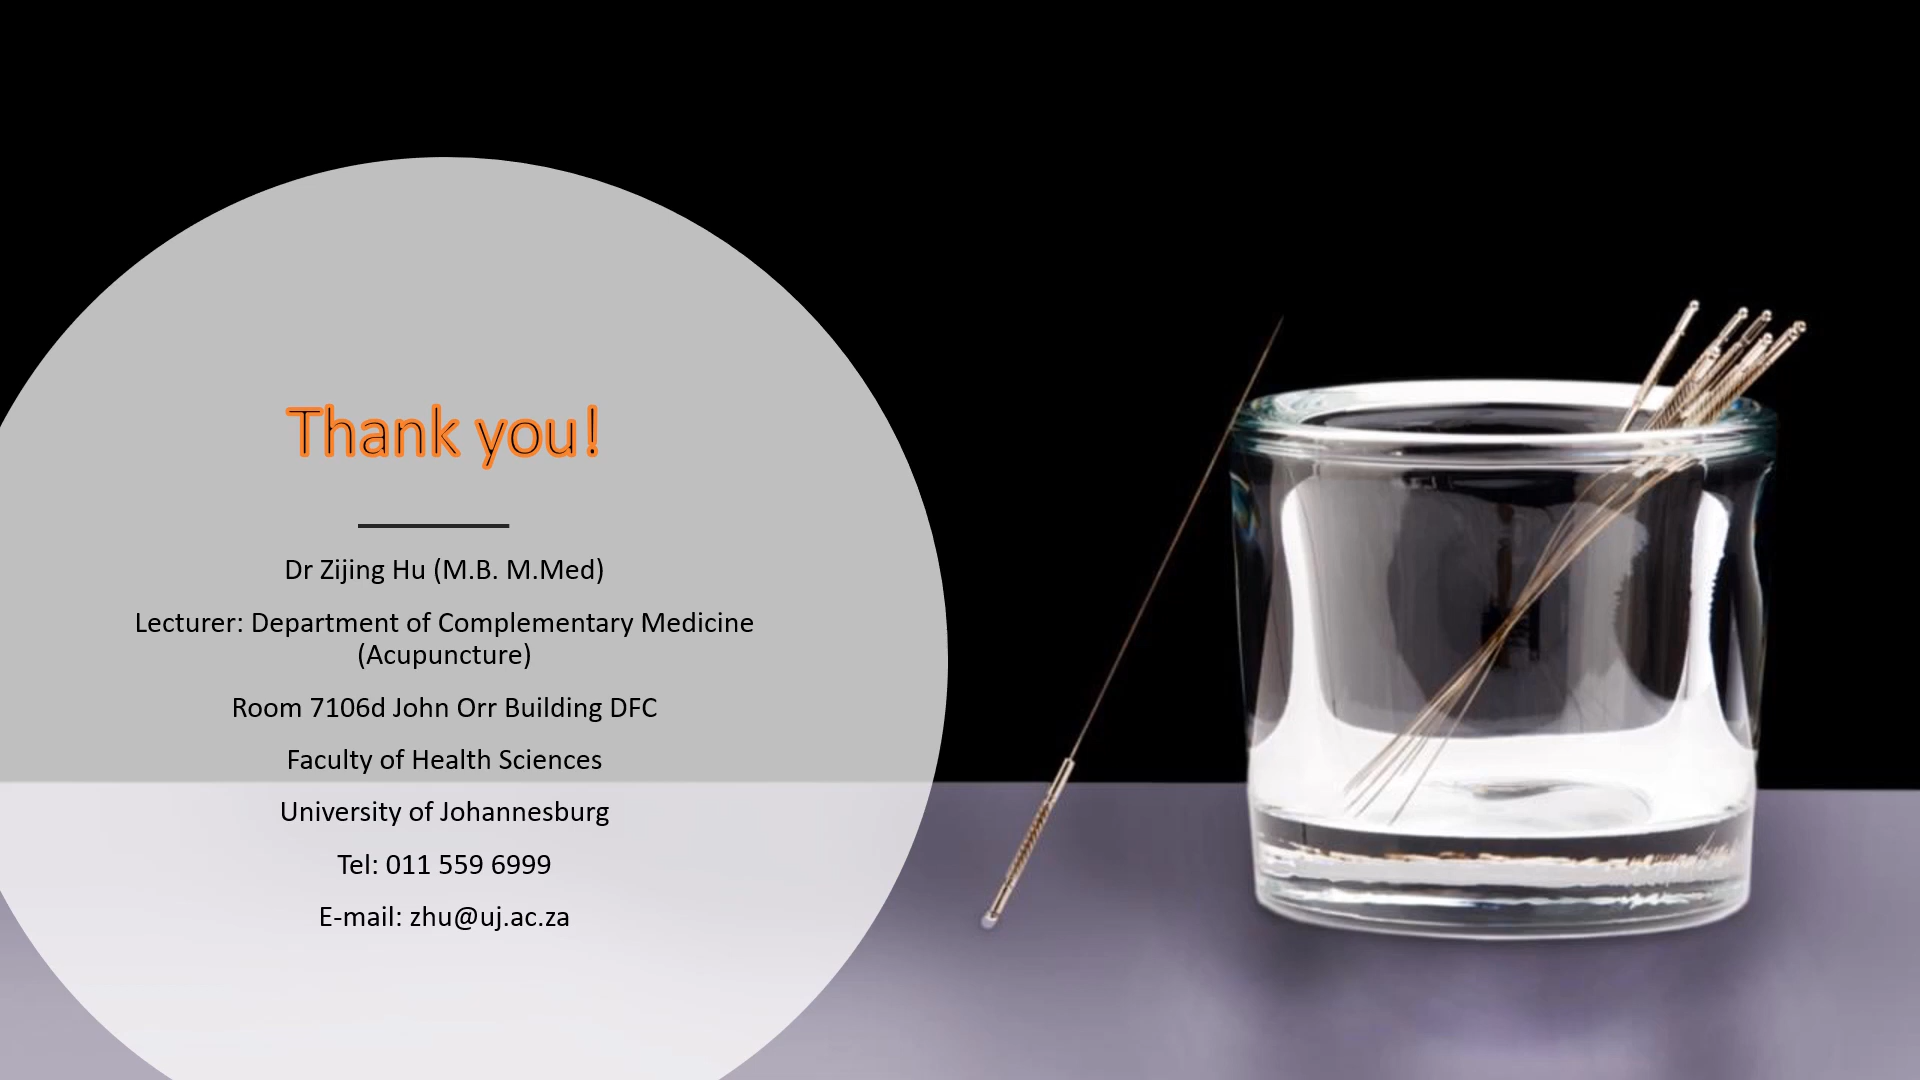 Thank you!
Dr Zijing Hu (M.B. M.Med)
Lecturer: Department of Complementary Medicine
(Acupuncture)
Room 7106d John Orr Building DFC
Faculty of Health Sciences
University of Johannesburg
Tel: 011 559 6999
E-mail: zhu@uj.ac.za